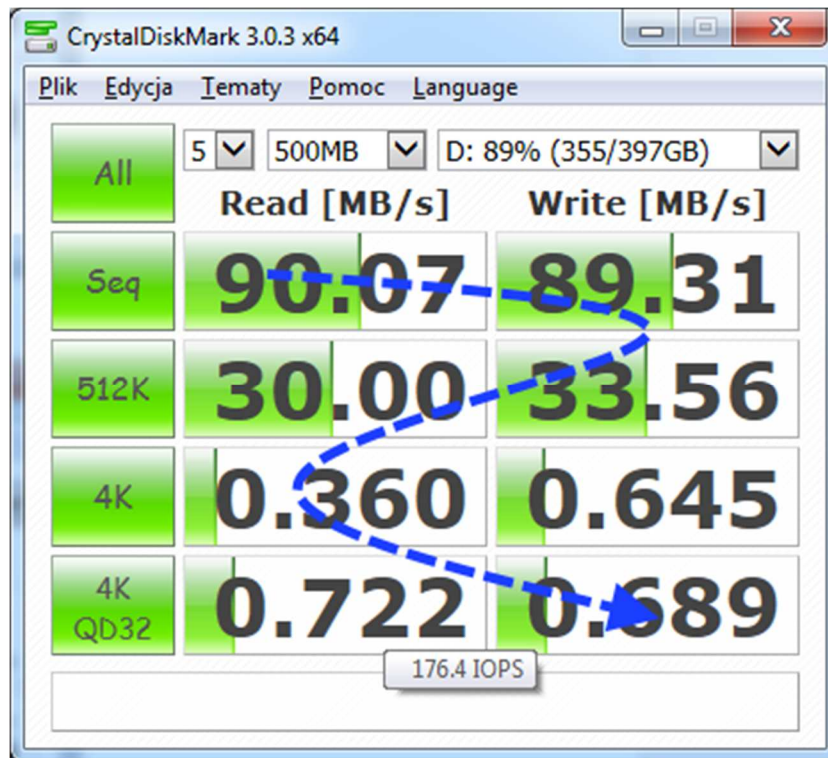 CrystalDiskMark 3.0.3 x64
Plik Edycja Tematy Pomoc Language
All 5 500MB D: 89% (355/397GB)
Read [MB/s] Write [MB/s]
Seq 90.07 89.31
512K 30.00 33.56
4K 0.360 0.645
4K QD32 0.722 0.689
176.4 IOPS